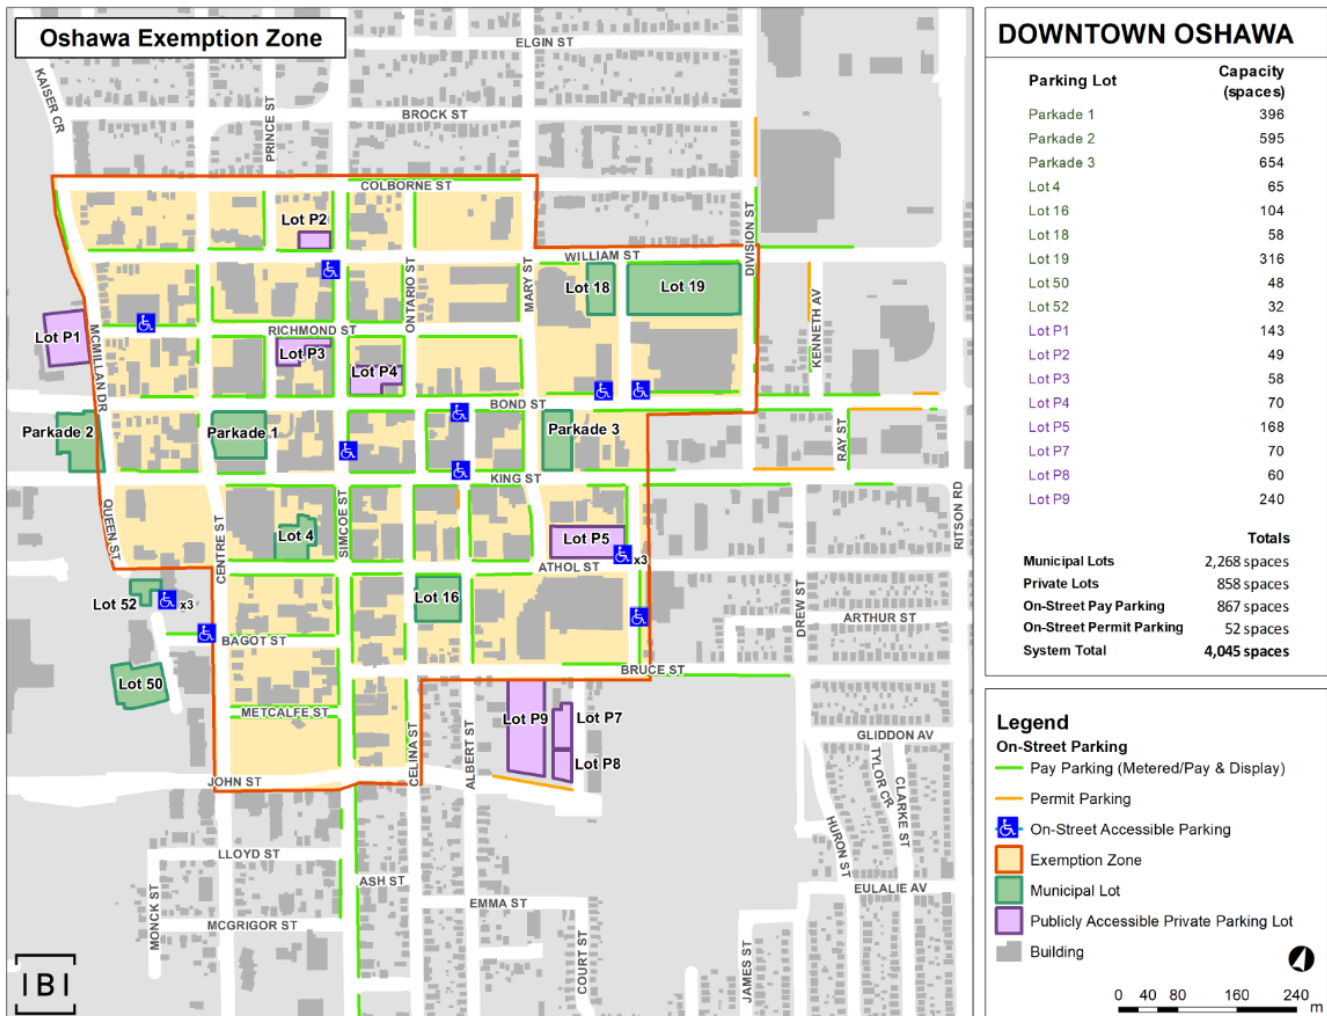 Oshawa Exemption Zone
ELGIN ST
KAISER CR
BROCK ST
PRINCE ST
COLBORNE ST
Lot P2
DIVISION ST
WILLIAM ST
ONTARIO ST
MARY ST
Lot 18
Lot 19
KENNETH AV
Lot P1
MCMILLAN DR
RICHMOND ST
Lot P3
Lot P4
BOND ST
Parkade 2
Parkade 1
Parkade 3
RAY ST
KING ST
QUEEN ST
CENTRE ST
SIMCOE ST
Lot 4
Lot P5
RITSON RD
x3
ATHOL ST
Lot 52
x3
Lot 16
DREW ST
ARTHUR ST
BAGOT ST
BRUCE ST
Lot 50
METCALFE ST
CELINA ST
ALBERT ST
Lot P9
Lot P7
Lot P8
GLIDDON AV
TYLOR CR
CLARKE ST
JOHN ST
HURON ST
LLOYD ST
ASH ST
EULALIE AV
MONCK ST
MCGRIGOR ST
EMMA ST
COURT ST
JAMES ST
IBI
DOWNTOWN OSHAWA
Parking Lot Capacity
(spaces)
Parkade 1 396
Parkade 2 595
Parkade 3 654
Lot 4 65
Lot 16 104
Lot 18 58
Lot 19 316
Lot 50 48
Lot 52 32
Lot P1 143
Lot P2 49
Lot P3 58
Lot P4 70
Lot P5 168
Lot P7 70
Lot P8 60
Lot P9 240
Totals
Municipal Lots 2,268 spaces
Private Lots 858 spaces
On-Street Pay Parking 867 spaces
On-Street Permit Parking 52 spaces
System Total 4,045 spaces
Legend
On-Street Parking
Pay Parking (Metered/Pay & Display)
Permit Parking
On-Street Accessible Parking
Exemption Zone
Municipal Lot
Publicly Accessible Private Parking Lot
Building
0 40 80 160 240
m